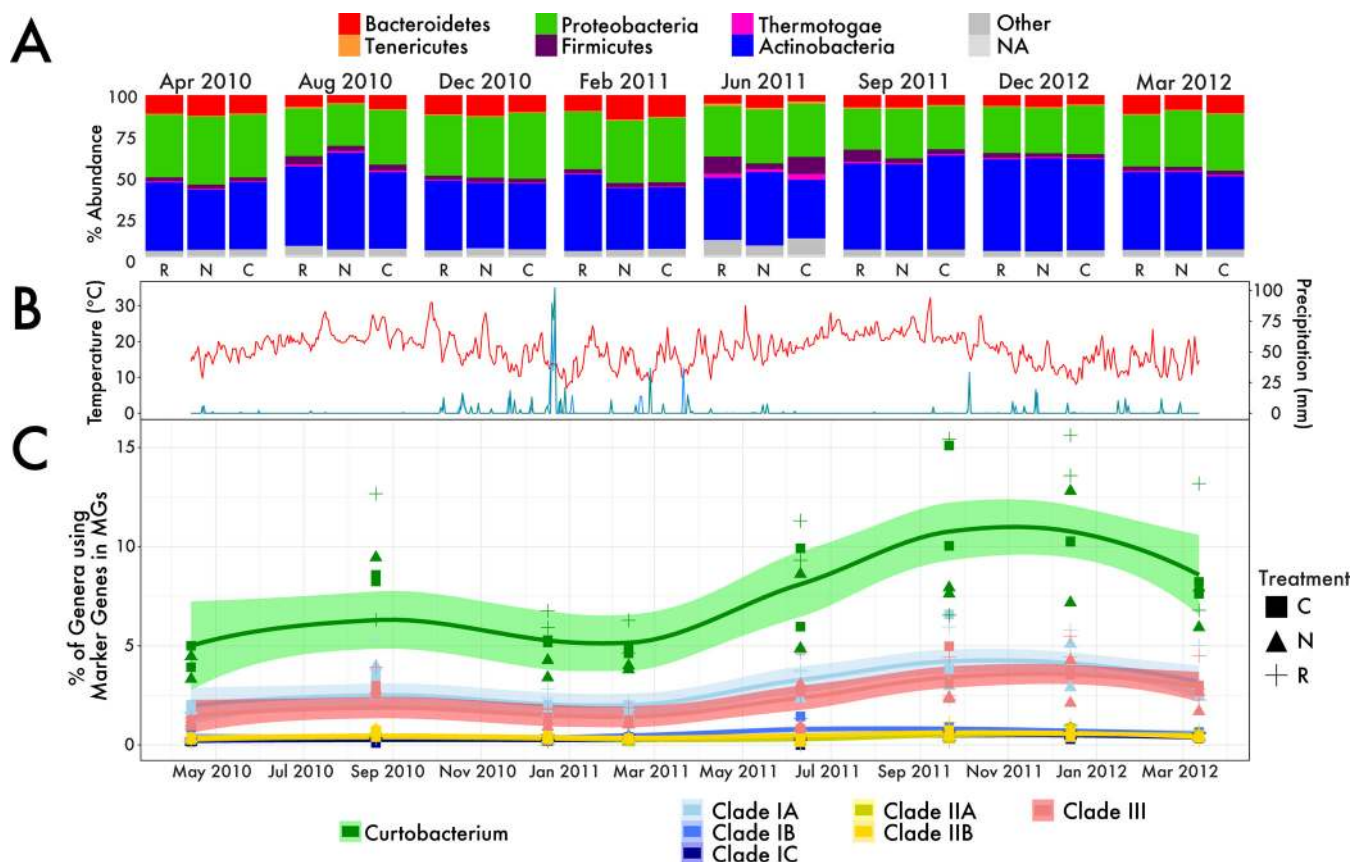 A
Bacteroidetes Proteobacteria Thermotogae Other
Tenericutes Firmicutes Actinobacteria NA
Apr 2010 Aug 2010 Dec 2010 Feb 2011 Jun 2011 Sep 2011 Dec 2012 Mar 2012
% Abundance
100
75
50
25
0
R N C R N C R N C R N C R N C R N C R N C R N C
B
Temperature (°C)
30
20
10
0
Precipitation (mm)
100
75
50
25
0
C
% of Genera using
Marker Genes in MGs
15
10
5
0
May 2010 Jul 2010 Sep 2010 Nov 2010 Jan 2011 Mar 2011 May 2011 Jul 2011 Sep 2011 Nov 2011 Jan 2012 Mar 2012
Treatment
C
N
R
Curtobacterium
Clade IA Clade IIA Clade III
Clade IB Clade IIB
Clade IC